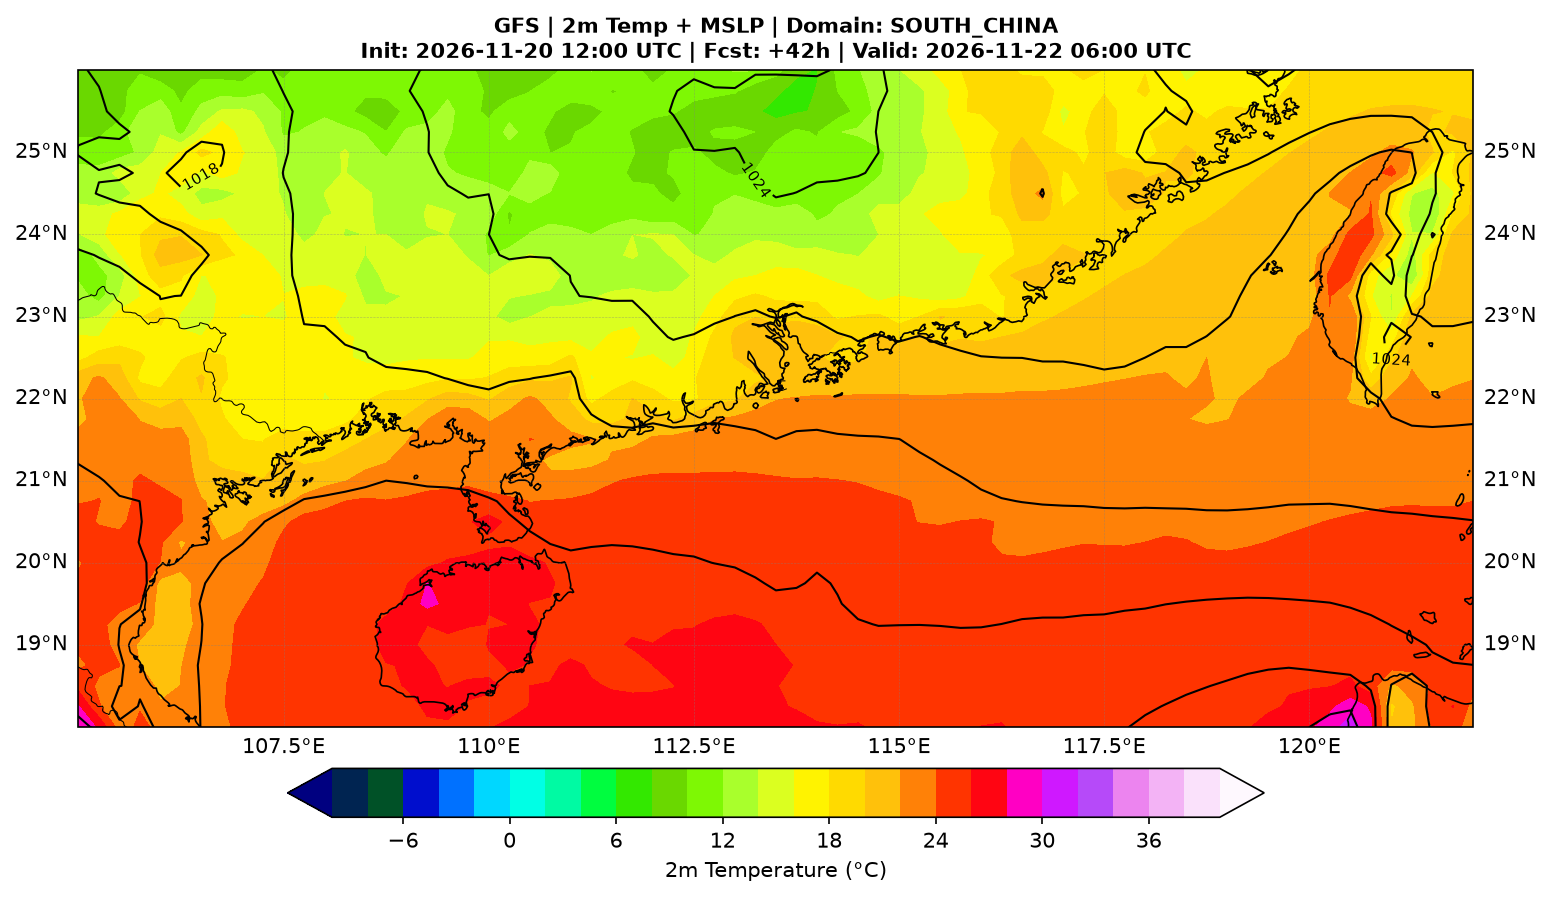 GFS | 2m Temp + MSLP | Domain: SOUTH_CHINA
Init: 2026-11-20 12:00 UTC | Fcst: +42h | Valid: 2026-11-22 06:00 UTC
25°N
24°N
23°N
22°N
21°N
20°N
19°N
1018
1024
1024
25°N
24°N
23°N
22°N
21°N
20°N
19°N
107.5°E 110°E 112.5°E 115°E 117.5°E 120°E
−6 0 6 12 18 24 30 36
2m Temperature (°C)